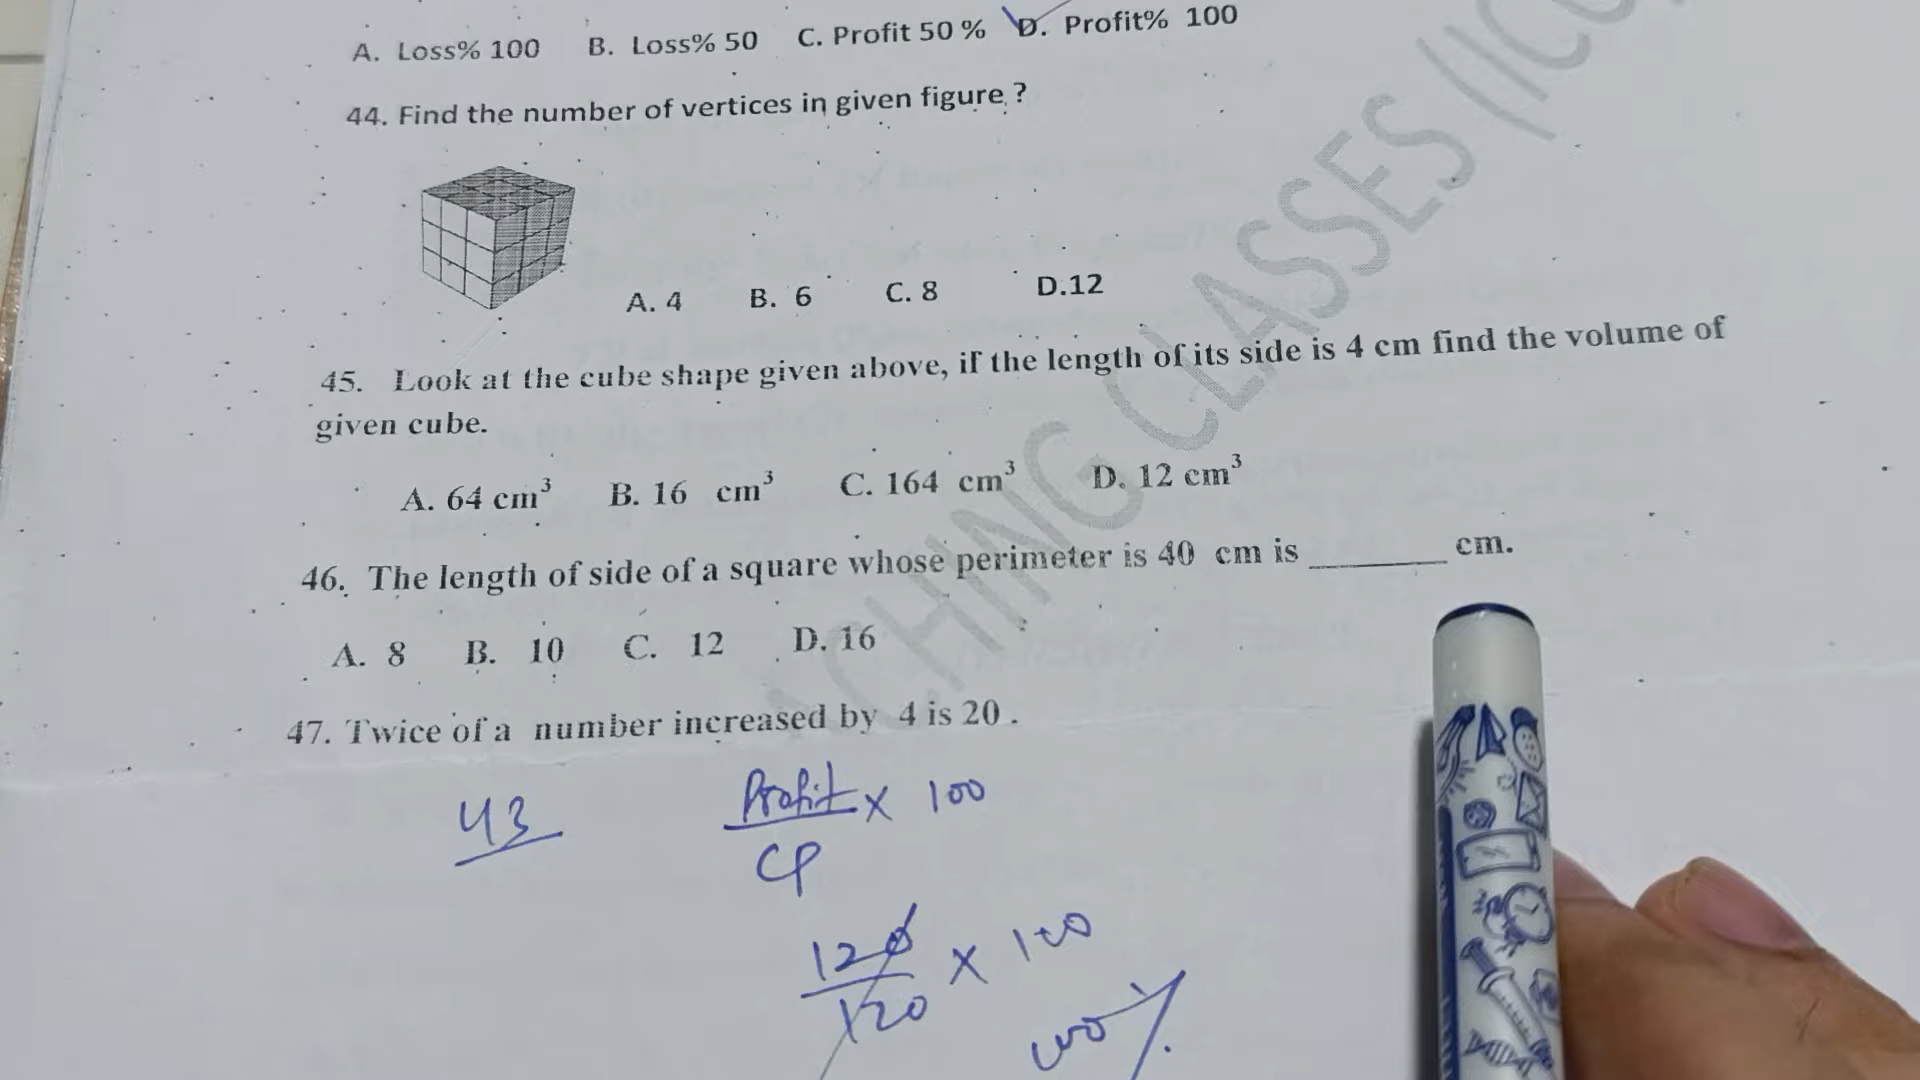 A. Loss% 100 B. Loss% 50 C. Profit 50 % D. Profit% 100
44. Find the number of vertices in given figure ?
A. 4 B. 6 C. 8 D.12
45. Look at the cube shape given above, if the length of its side is 4 cm find the volume of
given cube.
A. 64 cm³ B. 16 cm³ C. 164 cm³ D. 12 cm³
46. The length of side of a square whose perimeter is 40 cm is ________ cm.
A. 8 B. 10 C. 12 D. 16
47. Twice of a number increased by 4 is 20 .
43
Profit × 100
CP
120 × 100
120
100%
CHING CLASSES